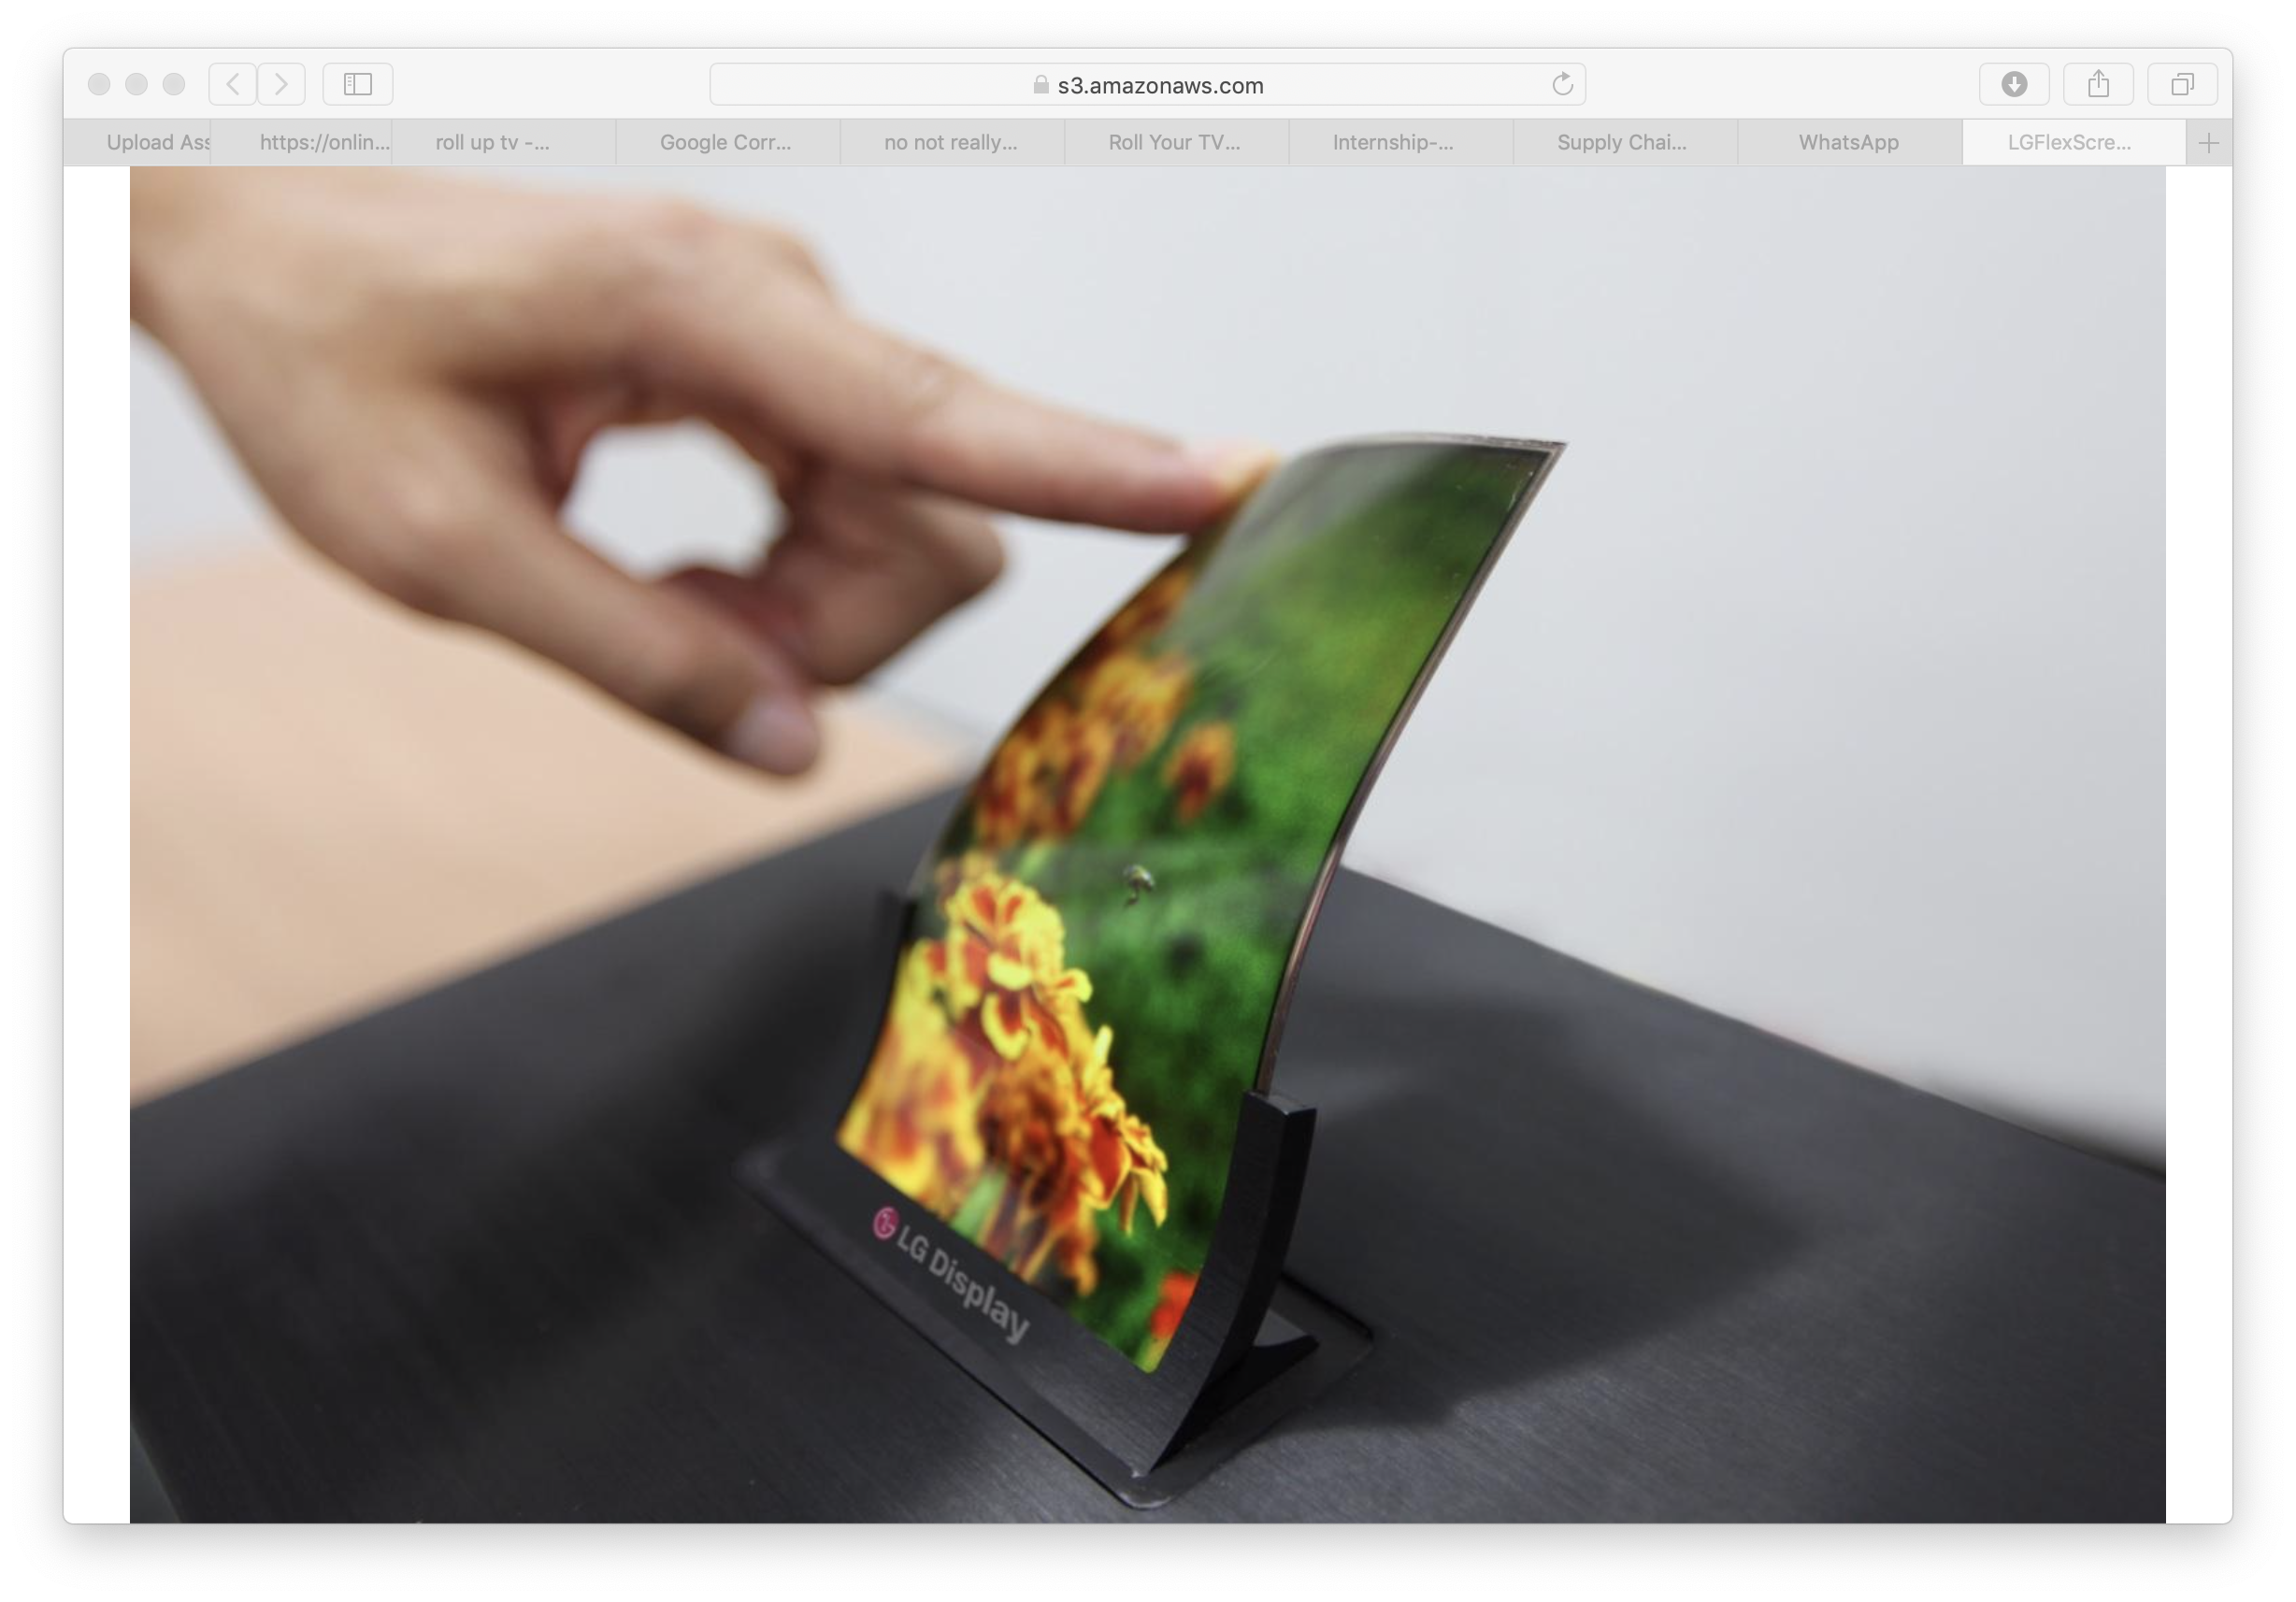 s3.amazonaws.com
Upload Ass
https://onlin...
roll up tv -...
Google Corr...
no not really...
Roll Your TV...
Internship-...
Supply Chai...
WhatsApp
LGFlexScre...
LG Display